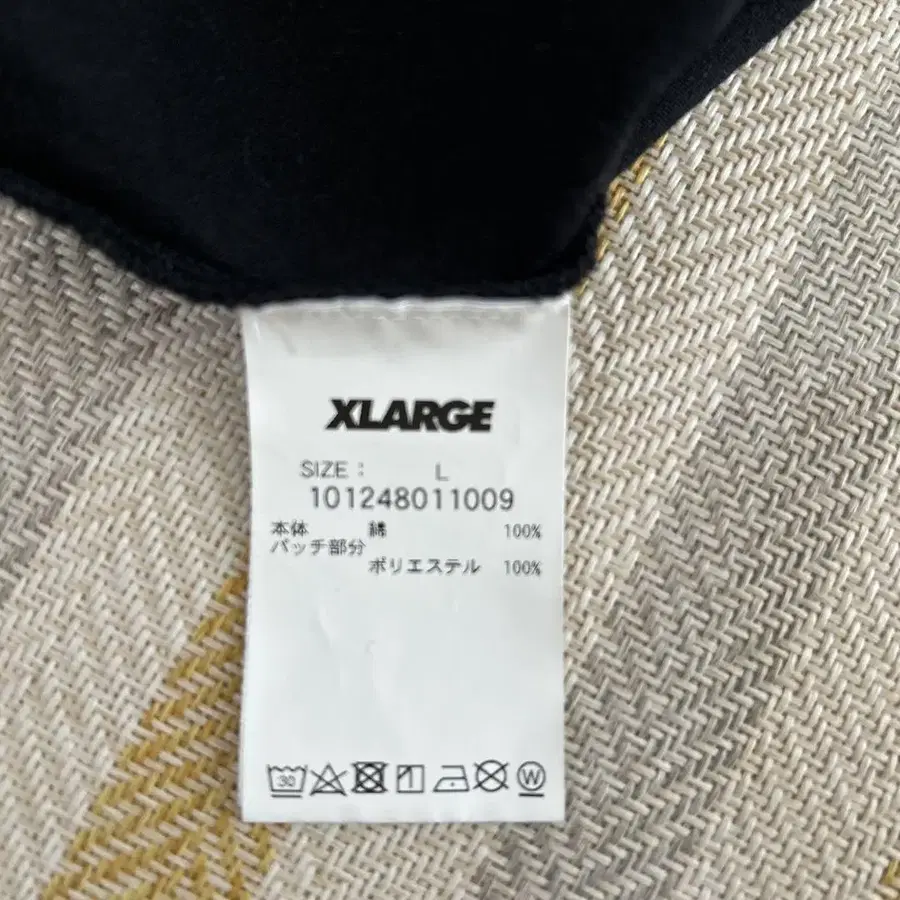 XLARGE
SIZE : L
101248011009
本体 綿 100%
パッチ部分
ポリエステル 100%
30
W